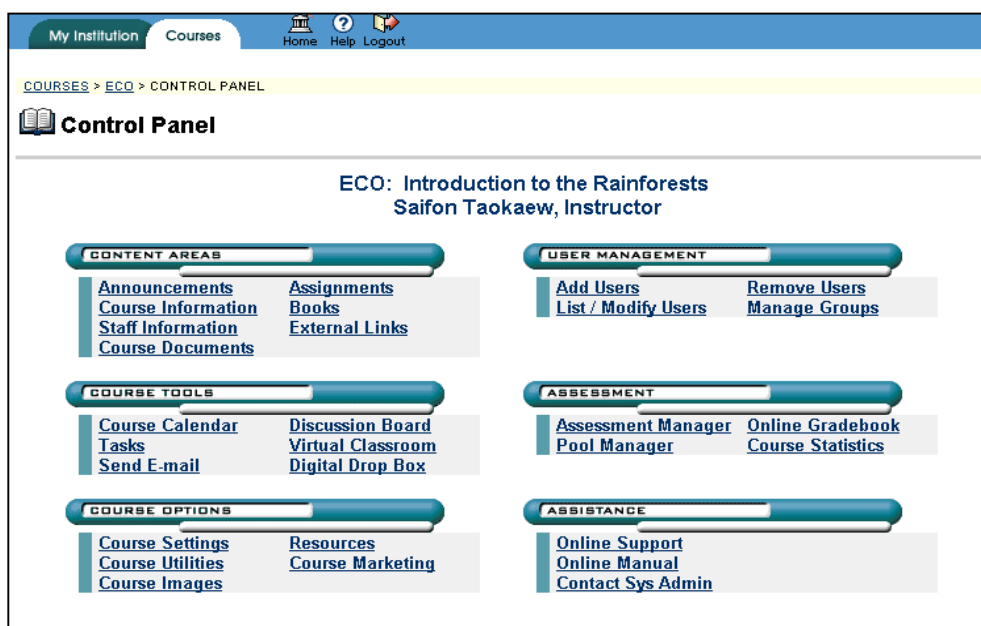 My Institution Courses Home Help Logout
COURSES > ECO > CONTROL PANEL
Control Panel
ECO: Introduction to the Rainforests
Saifon Taokaew, Instructor
CONTENT AREAS
Announcements Assignments
Course Information Books
Staff Information External Links
Course Documents
USER MANAGEMENT
Add Users Remove Users
List / Modify Users Manage Groups
COURSE TOOLS
Course Calendar Discussion Board
Tasks Virtual Classroom
Send E-mail Digital Drop Box
ASSESSMENT
Assessment Manager Online Gradebook
Pool Manager Course Statistics
COURSE OPTIONS
Course Settings Resources
Course Utilities Course Marketing
Course Images
ASSISTANCE
Online Support
Online Manual
Contact Sys Admin